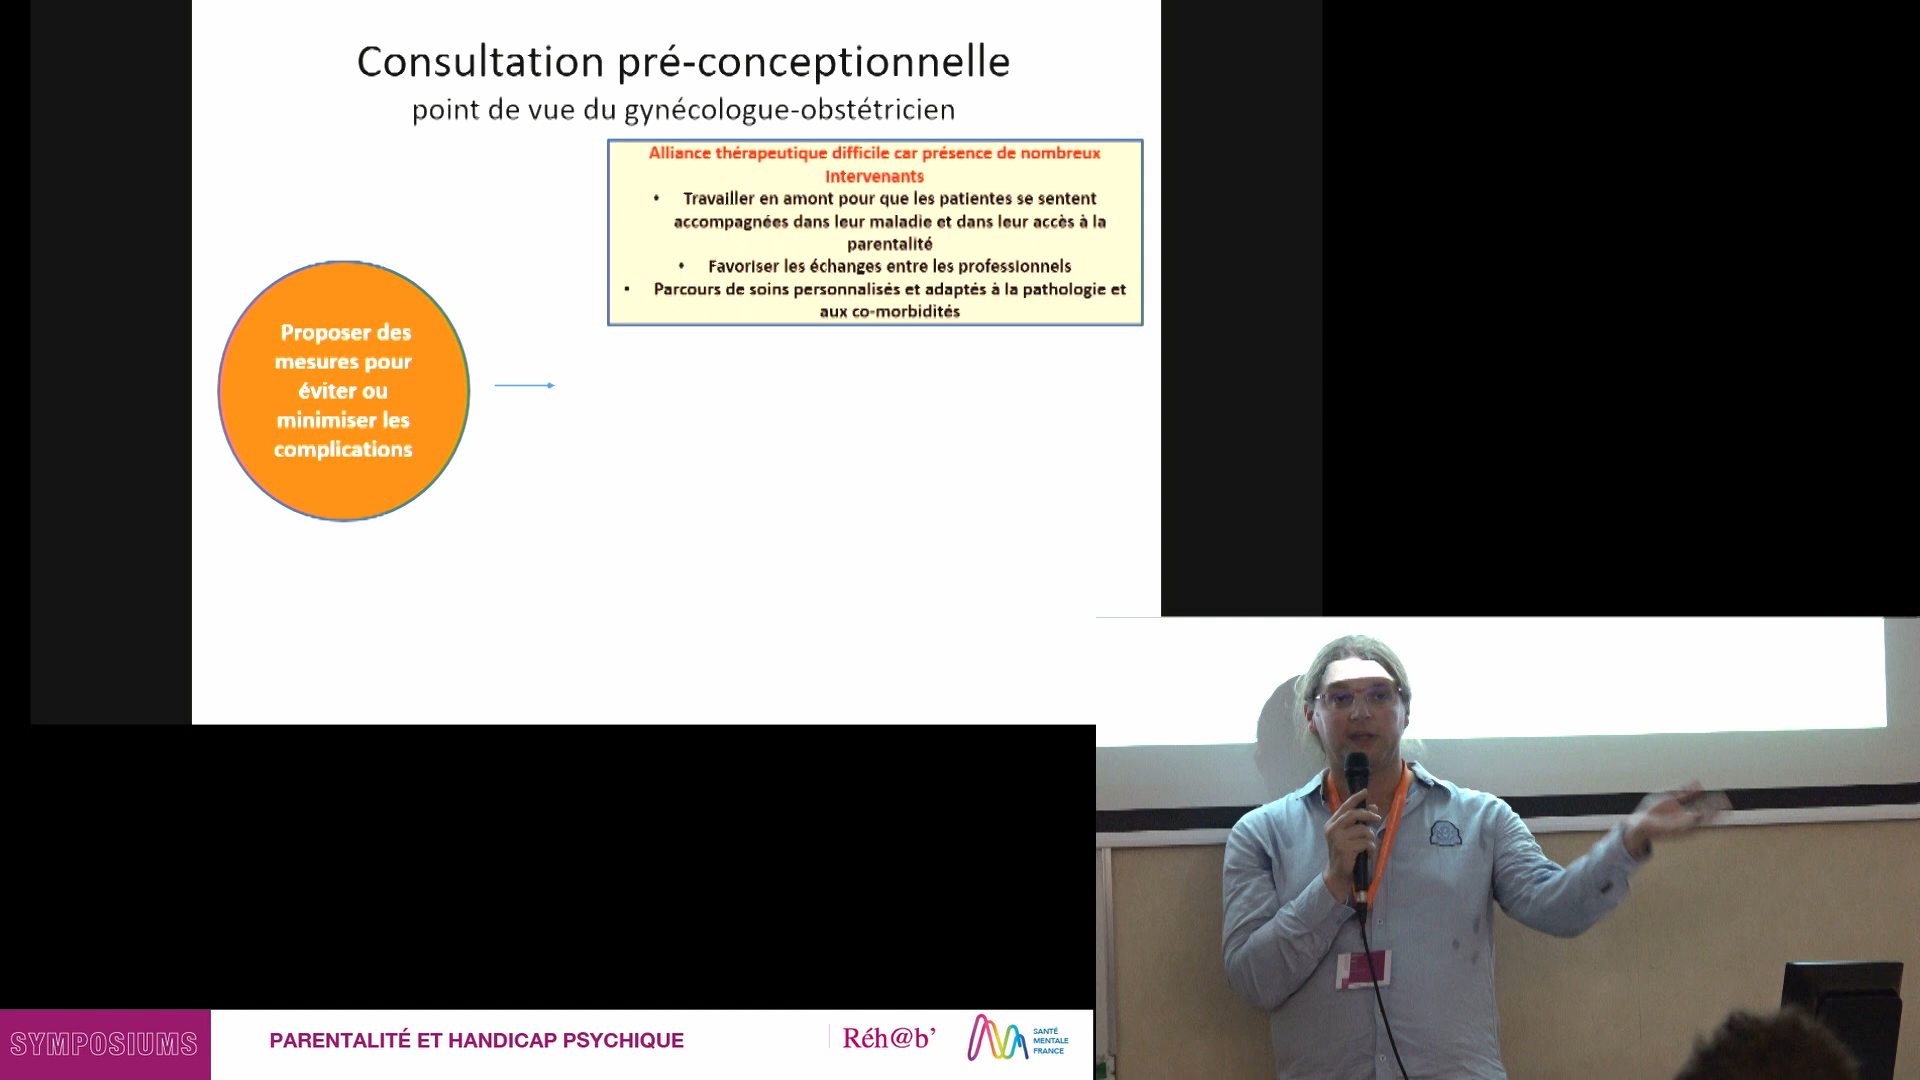 Consultation pré-conceptionnelle
point de vue du gynécologue-obstétricien
Alliance thérapeutique difficile car présence de nombreux
intervenants
• Travailler en amont pour que les patientes se sentent
accompagnées dans leur maladie et dans leur accès à la
parentalité
• Favoriser les échanges entre les professionnels
• Parcours de soins personnalisés et adaptés à la pathologie et
aux co-morbidités
Proposer des
mesures pour
éviter ou
minimiser les
complications
SYMPOSIUMS
PARENTALITÉ ET HANDICAP PSYCHIQUE
Réh@b’
SANTÉ
MENTALE
FRANCE